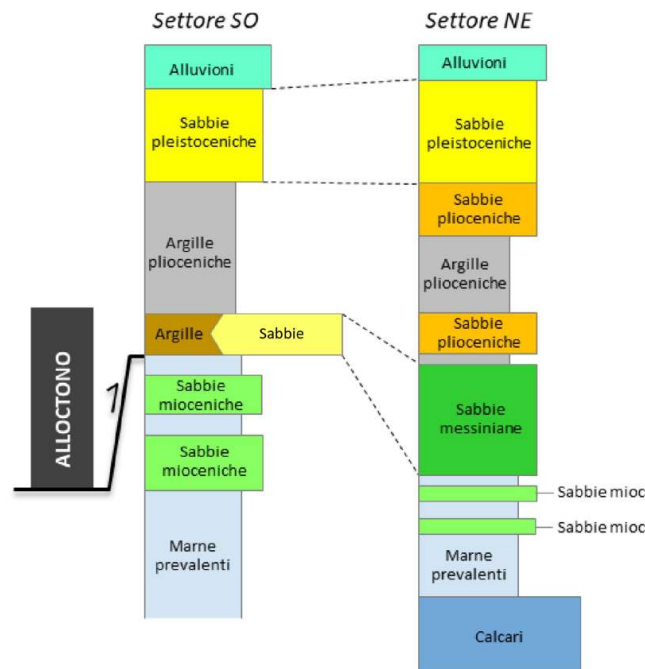 Settore SO
Settore NE
Alluvioni
Sabbie
pleistoceniche
Argille
plioceniche
Argille
Sabbie
Sabbie
mioceniche
Sabbie
mioceniche
Marne
prevalenti
ALLOCTONO
Alluvioni
Sabbie
pleistoceniche
Sabbie
plioceniche
Argille
plioceniche
Sabbie
plioceniche
Sabbie
messiniane
Sabbie mioc
Sabbie mioc
Marne
prevalenti
Calcari